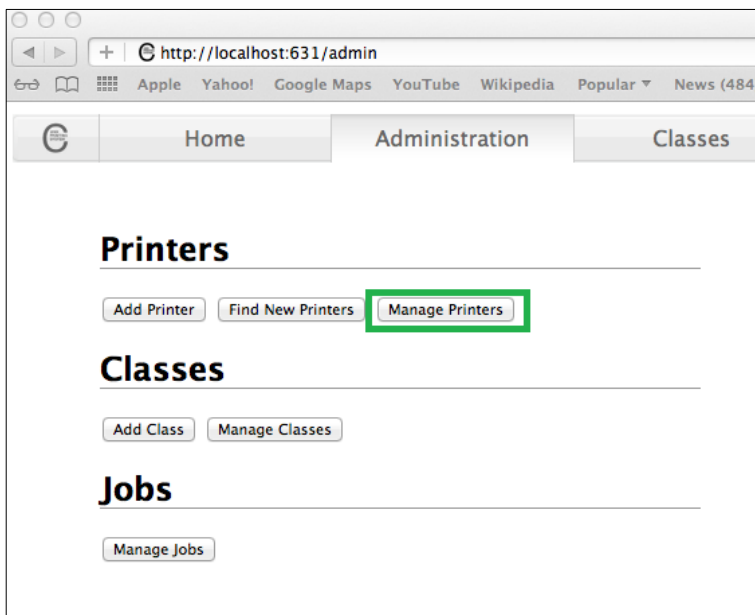 http://localhost:631/admin
Apple Yahoo! Google Maps YouTube Wikipedia Popular ▼ News (484
Home Administration Classes
Printers
Add Printer Find New Printers Manage Printers
Classes
Add Class Manage Classes
Jobs
Manage Jobs